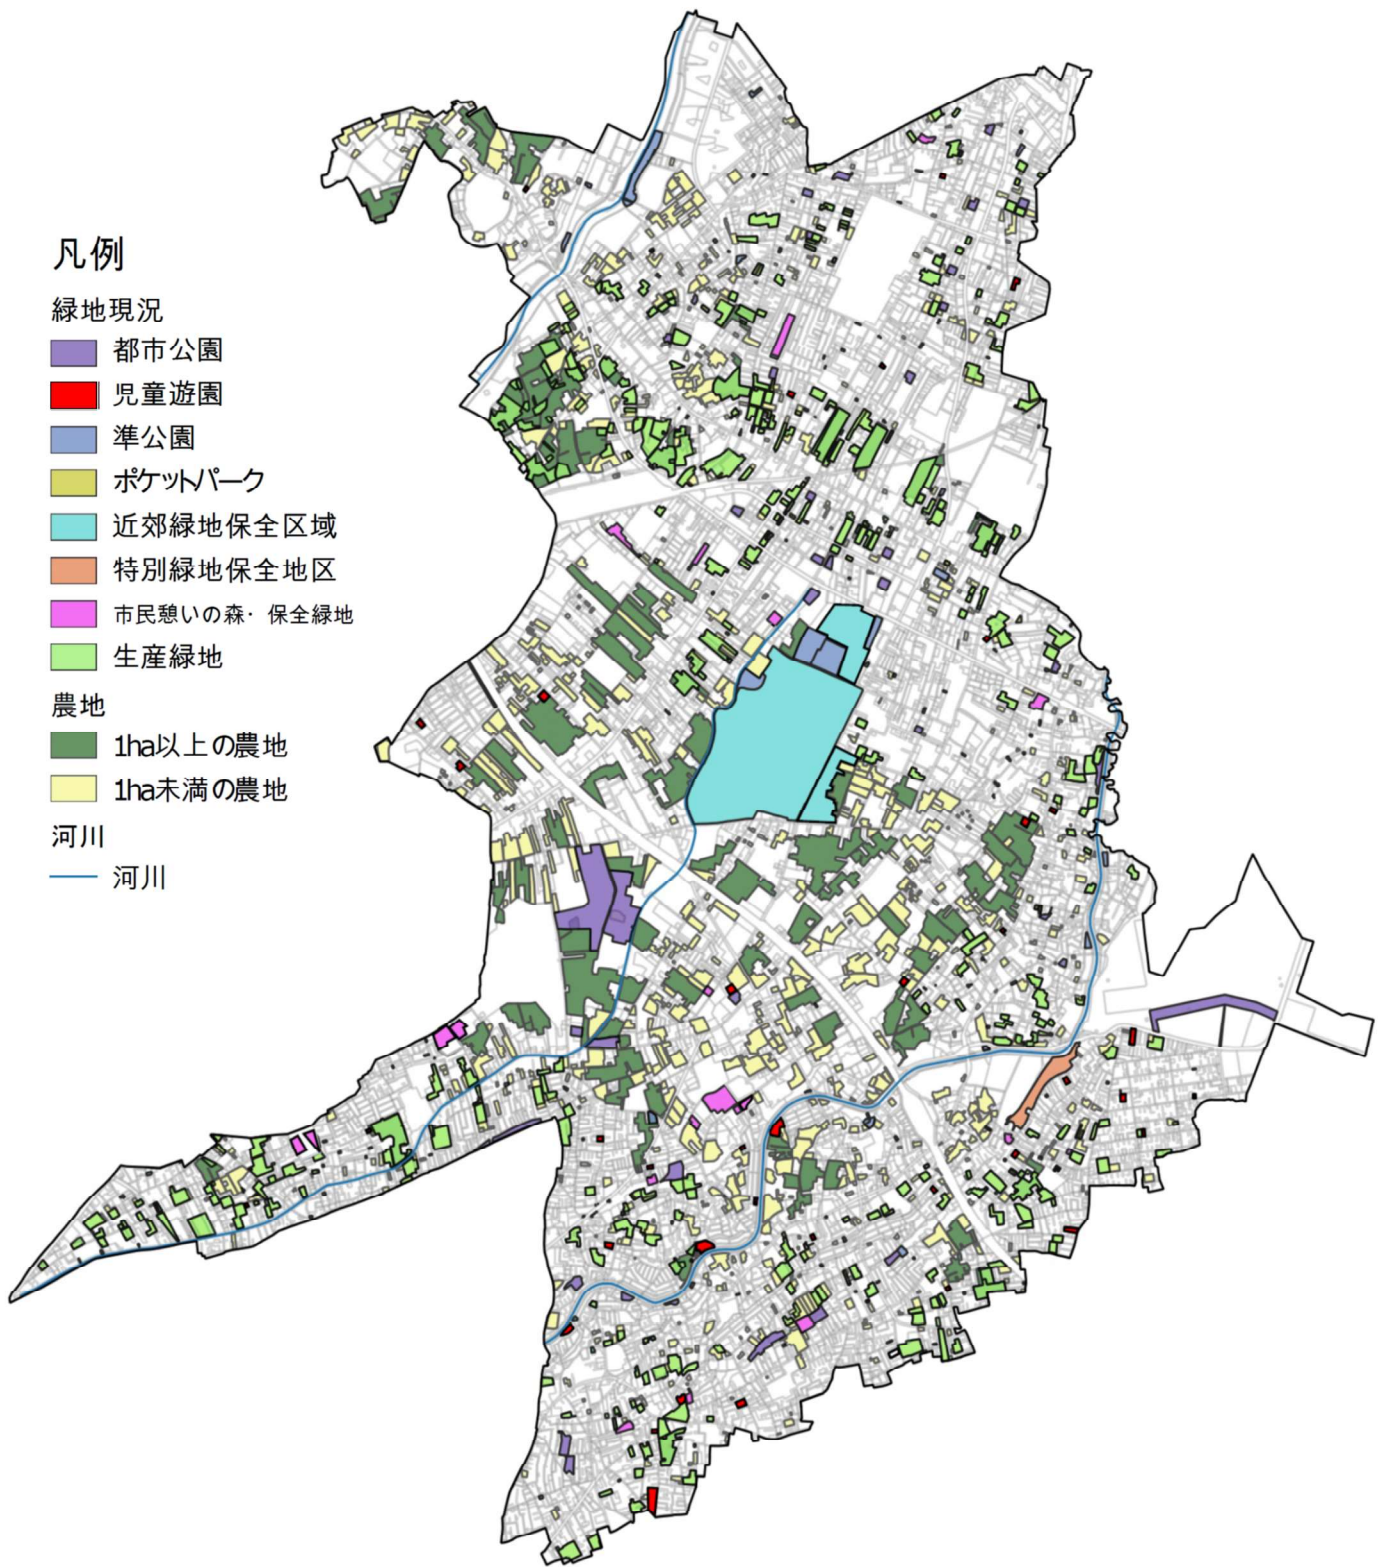 凡例
緑地現況
都市公園
児童遊園
準公園
ポケットパーク
近郊緑地保全区域
特別緑地保全地区
市民憩いの森・保全緑地
生産緑地
農地
1ha以上の農地
1ha未満の農地
河川
河川